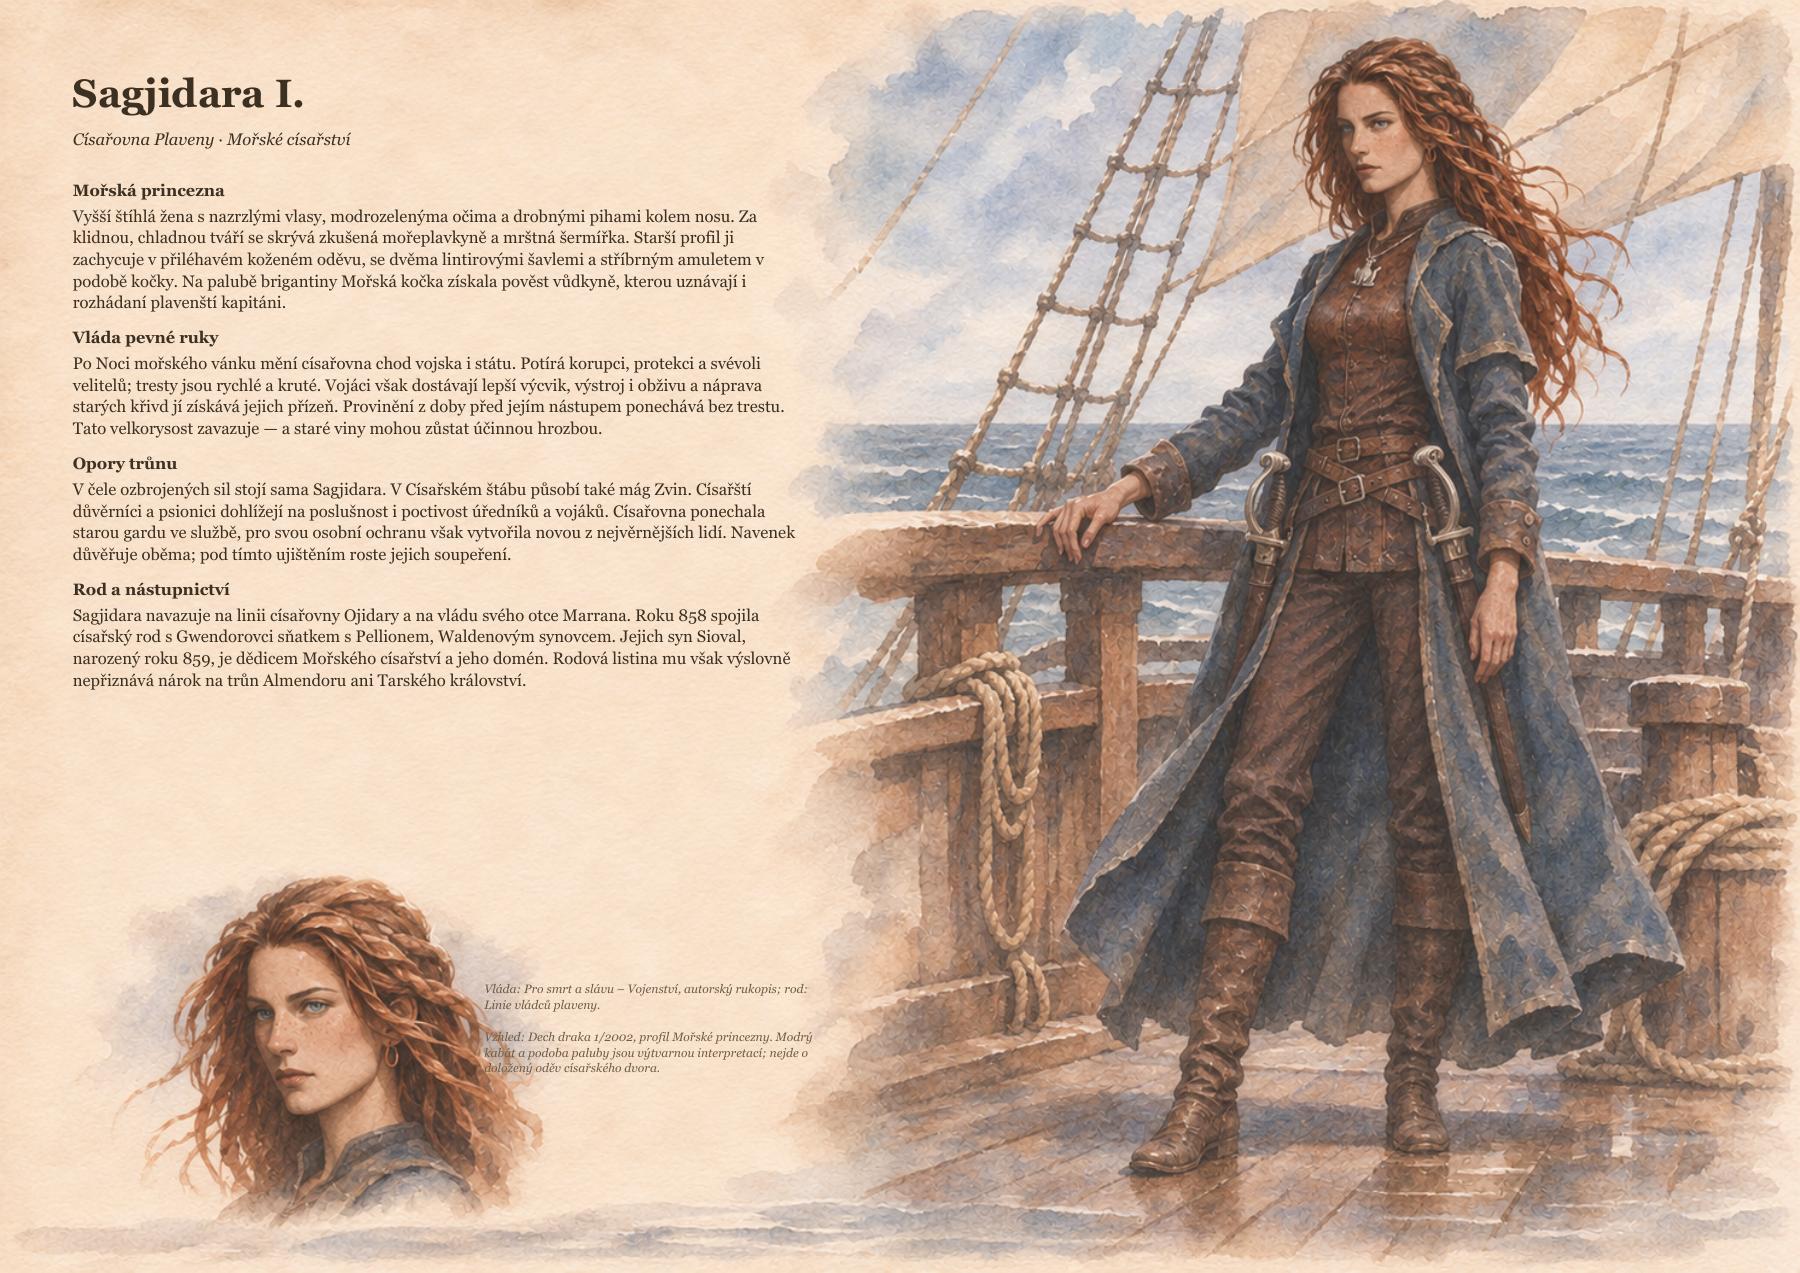 Sagjidara I.
Císařovna Plaveny · Mořské císařství
Mořská princezna
Vyšší štíhlá žena s nazrzlými vlasy, modrozelenýma očima a drobnými pihami kolem nosu. Za
klidnou, chladnou tváří se skrývá zkušená mořeplavkyně a mrštná šermířka. Starší profil ji
zachycuje v přiléhavém koženém oděvu, se dvěma lintirovými šavlemi a stříbrným amuletem v
podobě kočky. Na palubě brigantiny Mořská kočka získala pověst vůdkyně, kterou uznávají i
rozhádaní plavenští kapitáni.
Vláda pevné ruky
Po Noci mořského vánku mění císařovna chod vojska i státu. Potírá korupci, protekci a svévoli
velitelů; tresty jsou rychlé a kruté. Vojáci však dostávají lepší výcvik, výstroj i obživu a náprava
starých křivd jí získává jejich přízeň. Provinění z doby před jejím nástupem ponechává bez trestu.
Tato velkorysost zavazuje — a staré viny mohou zůstat účinnou hrozbou.
Opory trůnu
V čele ozbrojených sil stojí sama Sagjidara. V Císařském štábu působí také mág Zvin. Císařští
důvěrníci a psionici dohlížejí na poslušnost i poctivost úředníků a vojáků. Císařovna ponechala
starou gardu ve službě, pro svou osobní ochranu však vytvořila novou z nejvěrnějších lidí. Navenek
důvěřuje oběma; pod tímto ujištěním roste jejich soupeření.
Rod a nástupnictví
Sagjidara navazuje na linii císařovny Ojidary a na vládu svého otce Marrana. Roku 858 spojila
císařský rod s Gwendorovci sňatkem s Pellionem, Waldenovým synovcem. Jejich syn Sioval,
narozený roku 859, je dědicem Mořského císařství a jeho domén. Rodová listina mu však výslovně
nepřiznává nárok na trůn Almendoru ani Tarského království.
Vláda: Pro smrt a slávu – Vojenství, autorský rukopis; rod:
Linie vládců plaveny.
Vzhled: Dech draka 1/2002, profil Mořské princezny. Modrý
kabát a podoba paluby jsou výtvarnou interpretací; nejde o
doložený oděv císařského dvora.